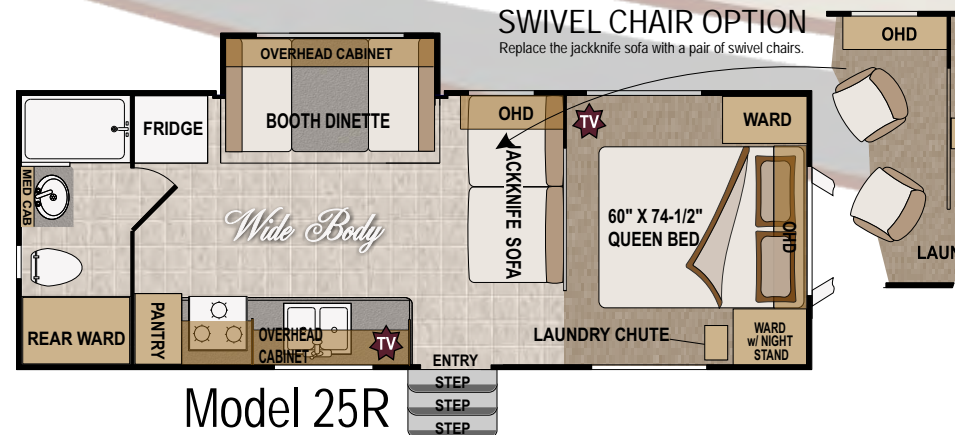 SWIVEL CHAIR OPTION
Replace the jackknife sofa with a pair of swivel chairs.
OHD
OVERHEAD CABINET
FRIDGE
BOOTH DINETTE
OHD
TV
WARD
MED CAB
JACKKNIFE SOFA
Wide Body
60" X 74-1/2"
QUEEN BED
OHD
LAUN
REAR WARD
PANTRY
OVERHEAD
CABINET
TV
LAUNDRY CHUTE
WARD
w/ NIGHT
STAND
ENTRY
STEP
STEP
STEP
Model 25R